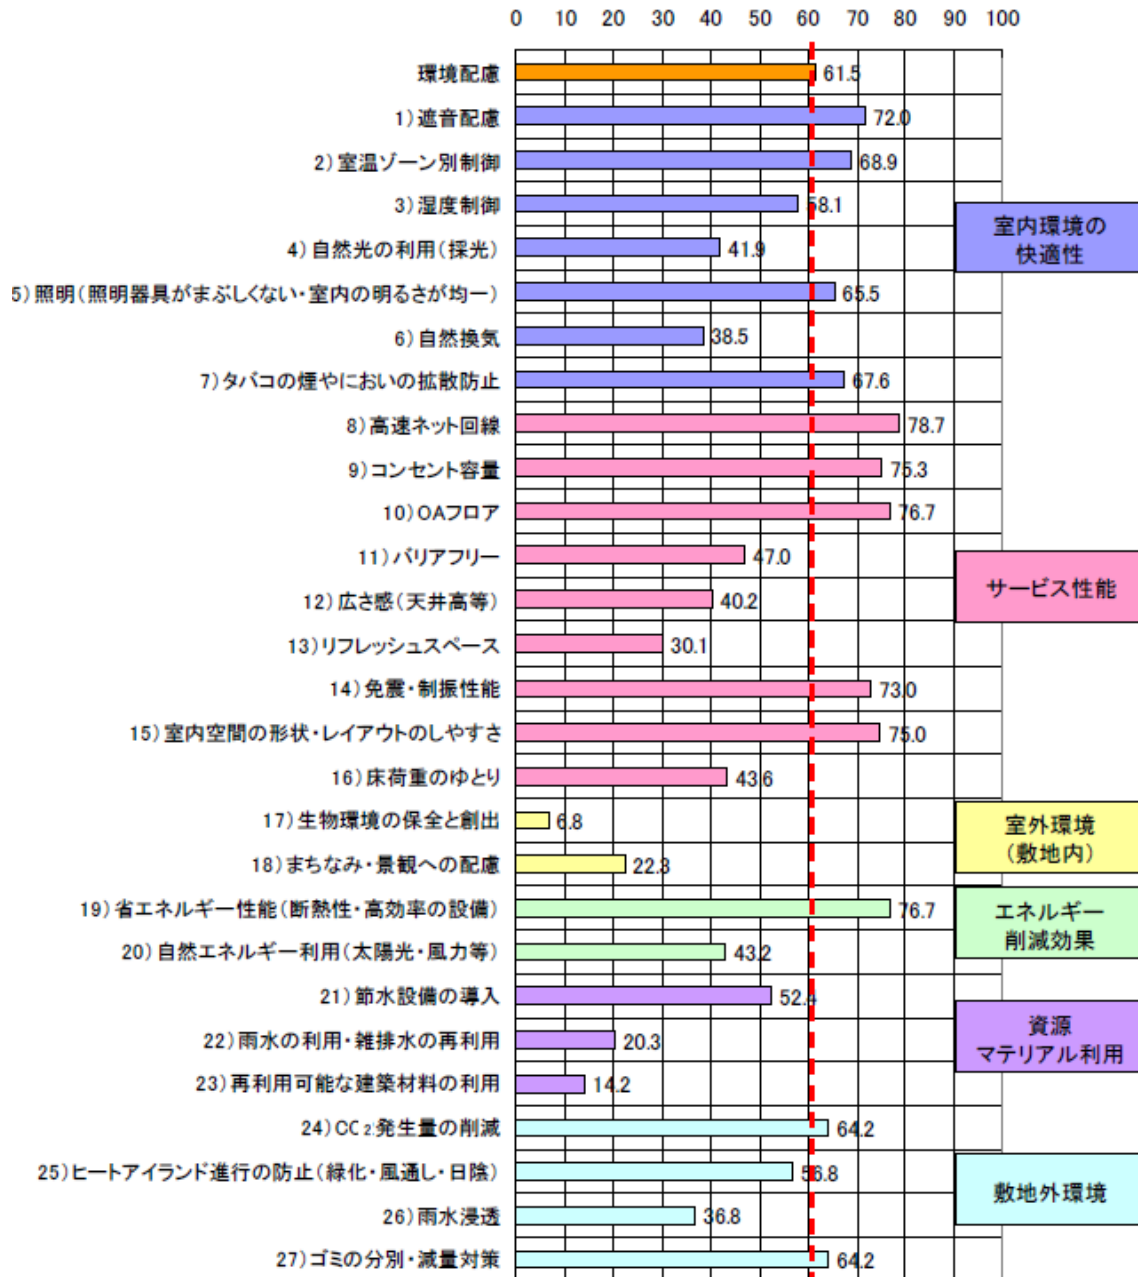 0 10 20 30 40 50 60 70 80 90 100
環境配慮 61.5
1)遮音配慮 72.0
2)室温ゾーン別制御 68.9
3)湿度制御 58.1
室内環境の
快適性
4)自然光の利用(採光) 41.9
5)照明(照明器具がまぶしくない・室内の明るさが均一) 65.5
6)自然換気 38.5
7)タバコの煙やにおいの拡散防止 67.6
8)高速ネット回線 78.7
9)コンセント容量 75.3
10)OAフロア 76.7
11)バリアフリー 47.0
サービス性能
12)広さ感(天井高等) 40.2
13)リフレッシュスペース 30.1
14)免震・制振性能 73.0
15)室内空間の形状・レイアウトのしやすさ 75.0
16)床荷重のゆとり 43.6
17)生物環境の保全と創出 6.8
室外環境
(敷地内)
18)まちなみ・景観への配慮 22.3
19)省エネルギー性能(断熱性・高効率の設備) 76.7
エネルギー
削減効果
20)自然エネルギー利用(太陽光・風力等) 43.2
21)節水設備の導入 52.4
資源
マテリアル利用
22)雨水の利用・雑排水の再利用 20.3
23)再利用可能な建築材料の利用 14.2
24)CO2発生量の削減 64.2
25)ヒートアイランド進行の防止(緑化・風通し・日陰) 56.8
敷地外環境
26)雨水浸透 36.8
27)ゴミの分別・減量対策 64.2